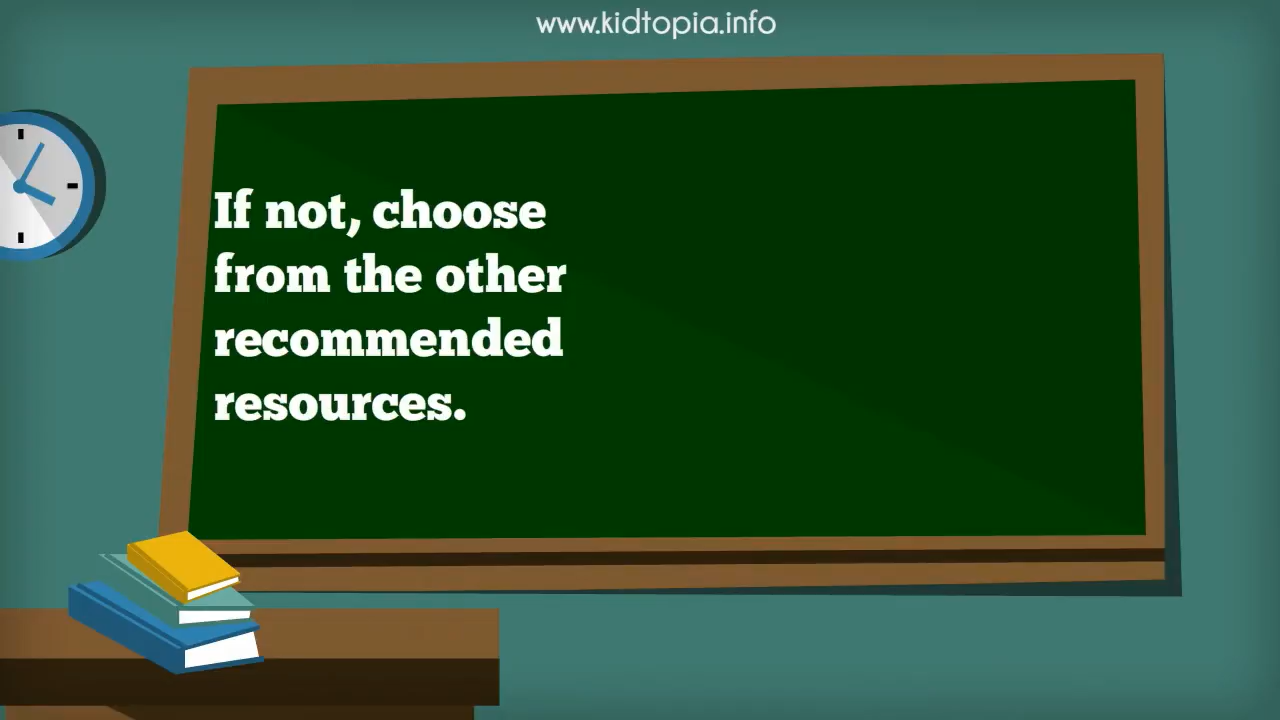 www.kidtopia.info
If not, choose
from the other
recommended
resources.